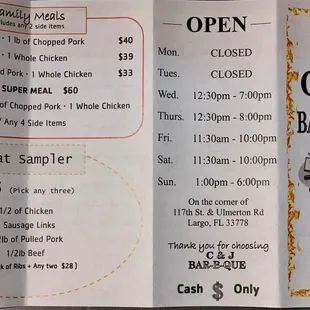 Family Meals
includes any 2 side items
· 1 lb of Chopped Pork $40
· 1 Whole Chicken $39
Pork · 1 Whole Chicken $33
SUPER MEAL $60
of Chopped Pork · 1 Whole Chicken
Any 4 Side Items
Sampler
(Pick any three)
1/2 of Chicken
Sausage Links
lb of Pulled Pork
1/2lb Beef
of Ribs + Any two $28 )
OPEN
Mon. CLOSED
Tues. CLOSED
Wed. 12:30pm - 7:00pm
Thurs. 12:30pm - 8:00pm
Fri. 11:30am - 10:00pm
Sat. 11:30am - 10:00pm
Sun. 1:00pm - 6:00pm
On the corner of
117th St. & Ulmerton Rd
Largo, FL 33778
Thank you for choosing
C & J
BAR-B-QUE
Cash $ Only